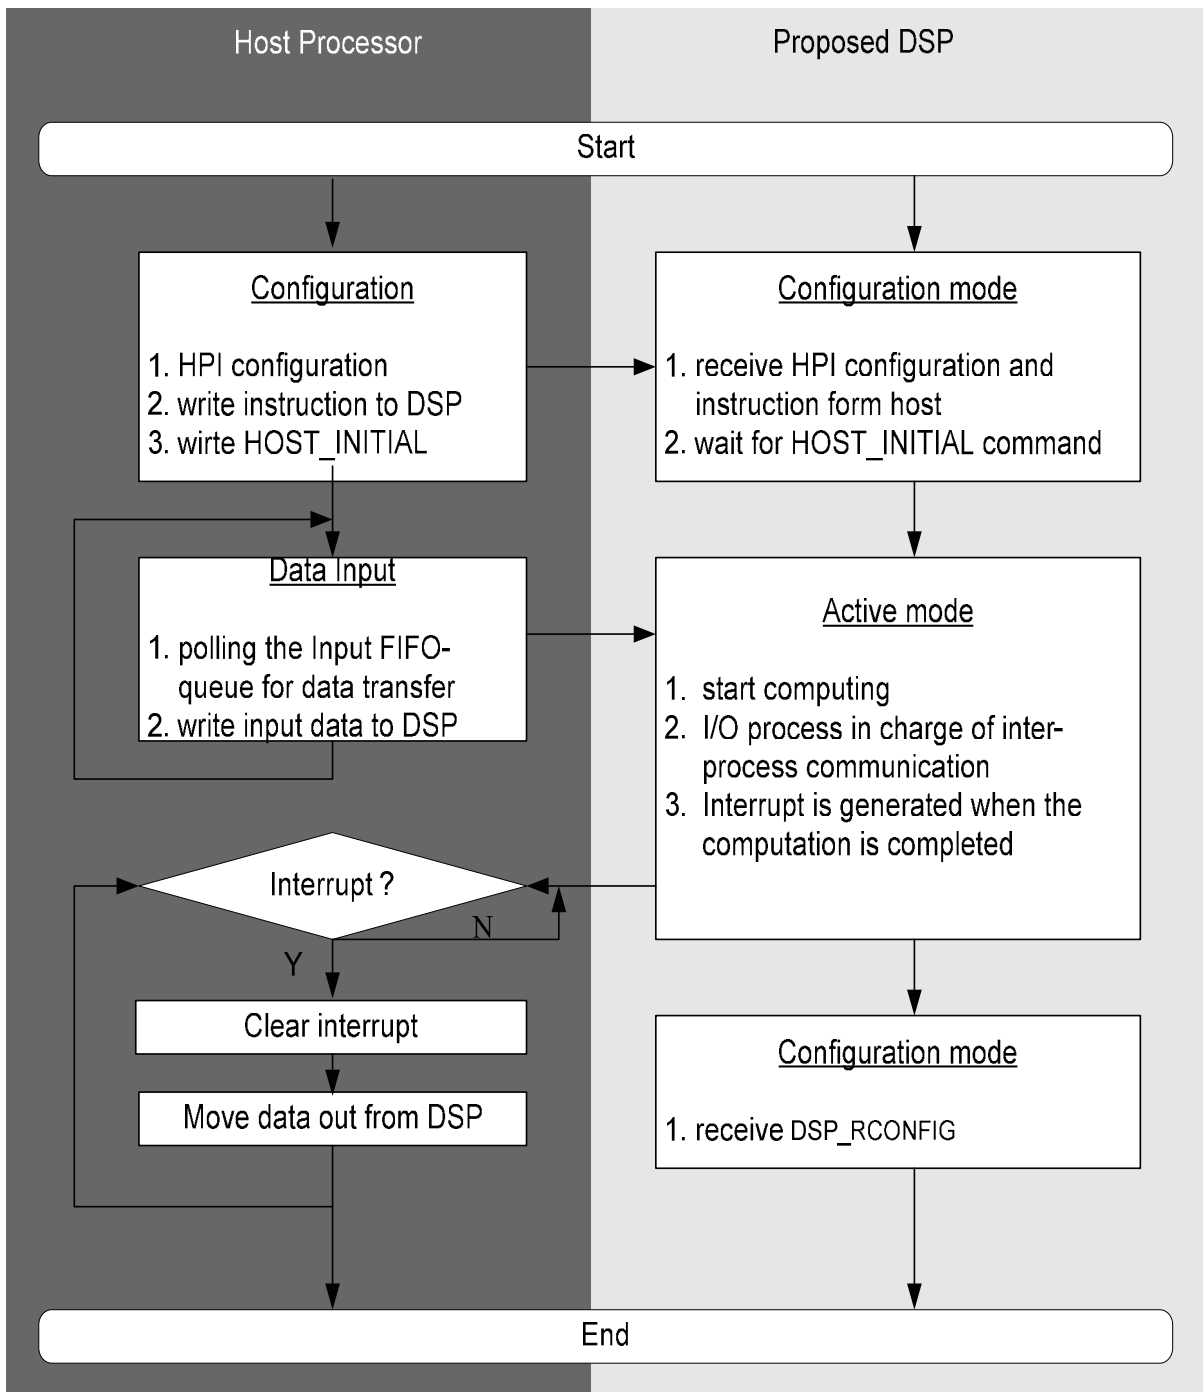 Host Processor
Proposed DSP
Start
Configuration
1. HPI configuration
2. write instruction to DSP
3. wirte HOST_INITIAL
Configuration mode
1. receive HPI configuration and
instruction form host
2. wait for HOST_INITIAL command
Data Input
1. polling the Input FIFO-
queue for data transfer
2. write input data to DSP
Active mode
1. start computing
2. I/O process in charge of inter-
process communication
3. Interrupt is generated when the
computation is completed
Interrupt ?
N
Y
Clear interrupt
Move data out from DSP
Configuration mode
1. receive DSP_RCONFIG
End